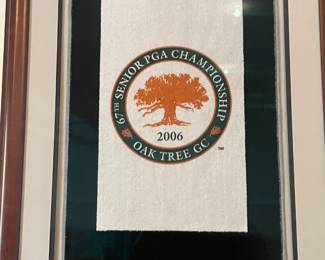 67TH SENIOR PGA CHAMPIONSHIP
2006
OAK TREE GC
TM